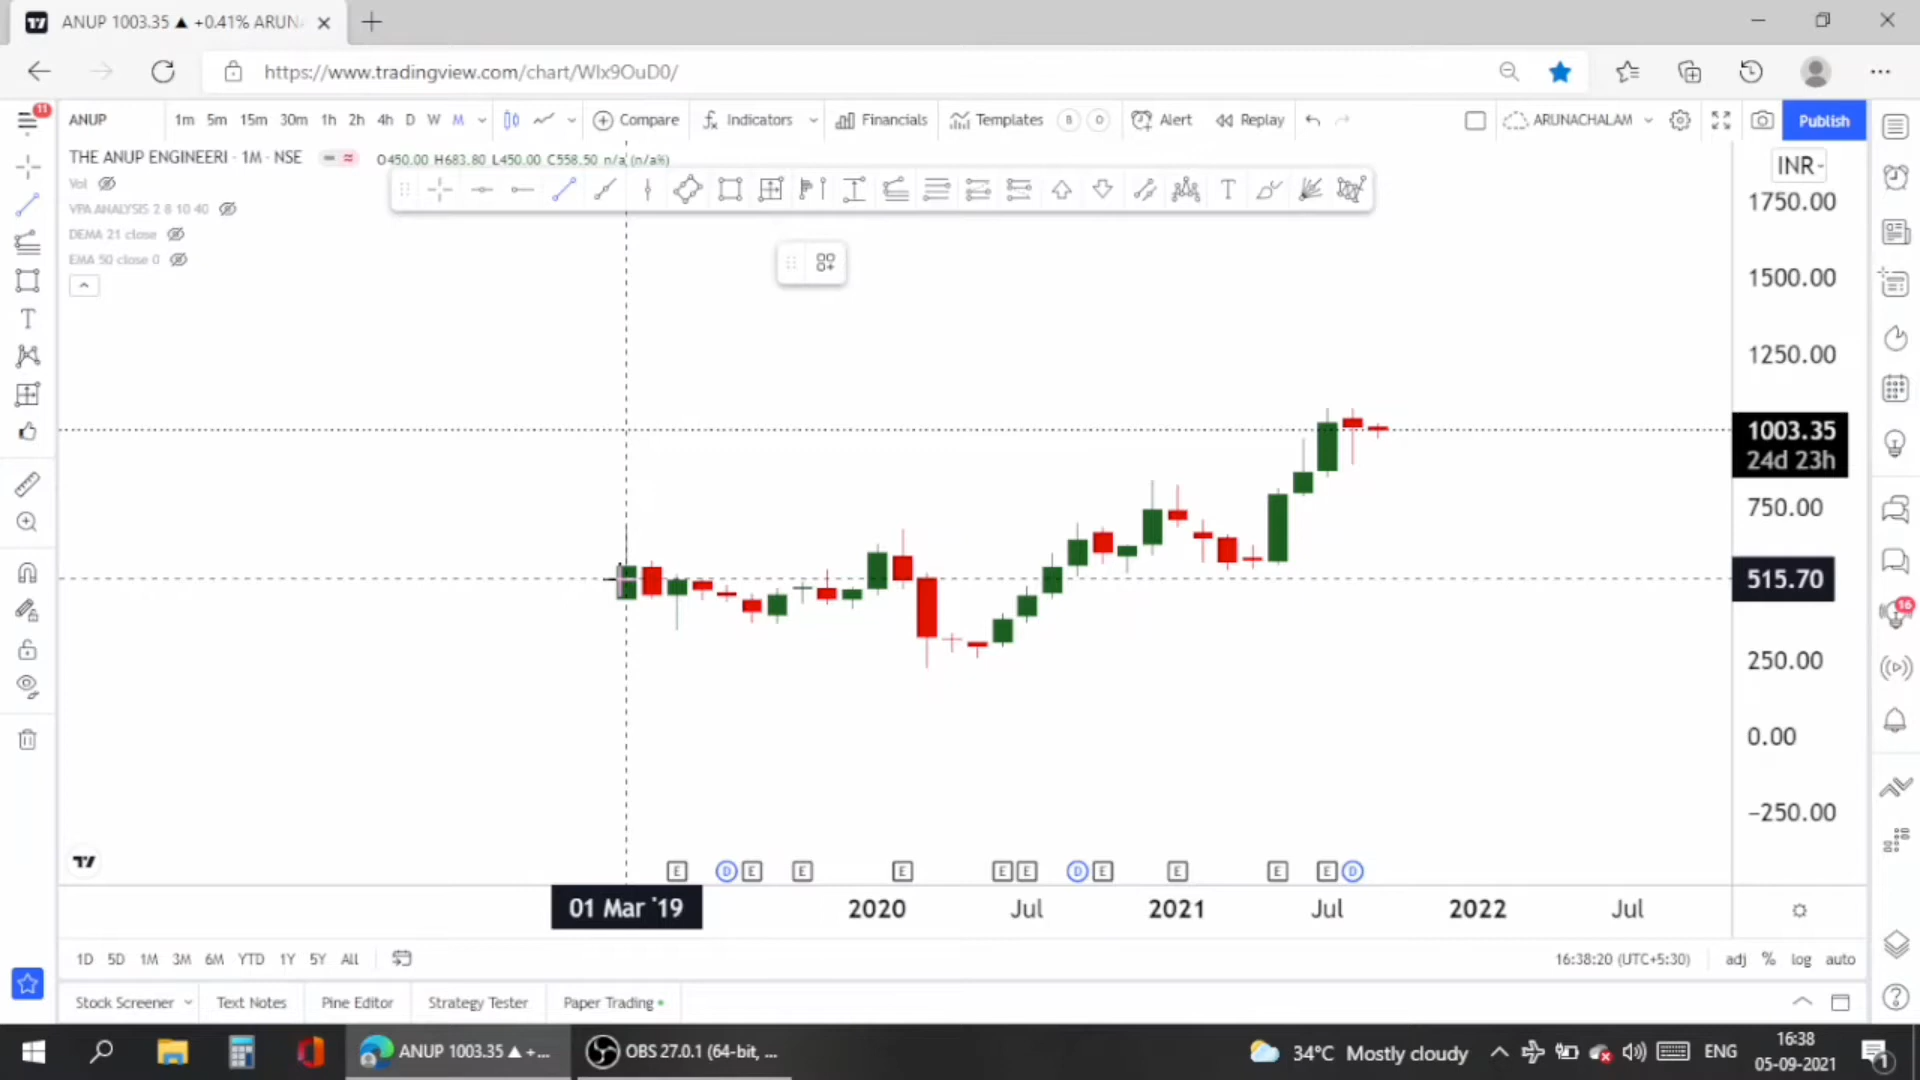 ANUP 1003.35 ▲ +0.41% ARUN
https://www.tradingview.com/chart/WIx9OuD0/
11
ANUP 1m 5m 15m 30m 1h 2h 4h D W M Compare Indicators Financials Templates B O Alert Replay ARUNACHALAM Publish
THE ANUP ENGINEERI · 1M · NSE O450.00 H683.80 L450.00 C558.50 n/a (n/a%)
Vol
VPA ANALYSIS 2 8 10 40
DEMA 21 close
EMA 50 close 0
INR
1750.00
1500.00
1250.00
1003.35
24d 23h
750.00
515.70
250.00
0.00
−250.00
16
E D E E E E E D E E E E D
01 Mar '19 2020 Jul 2021 Jul 2022 Jul
1D 5D 1M 3M 6M YTD 1Y 5Y All 16:38:20 (UTC+5:30) adj % log auto
Stock Screener Text Notes Pine Editor Strategy Tester Paper Trading
ANUP 1003.35 ▲ +... OBS 27.0.1 (64-bit, ... 34°C Mostly cloudy ENG 16:38
05-09-2021
1